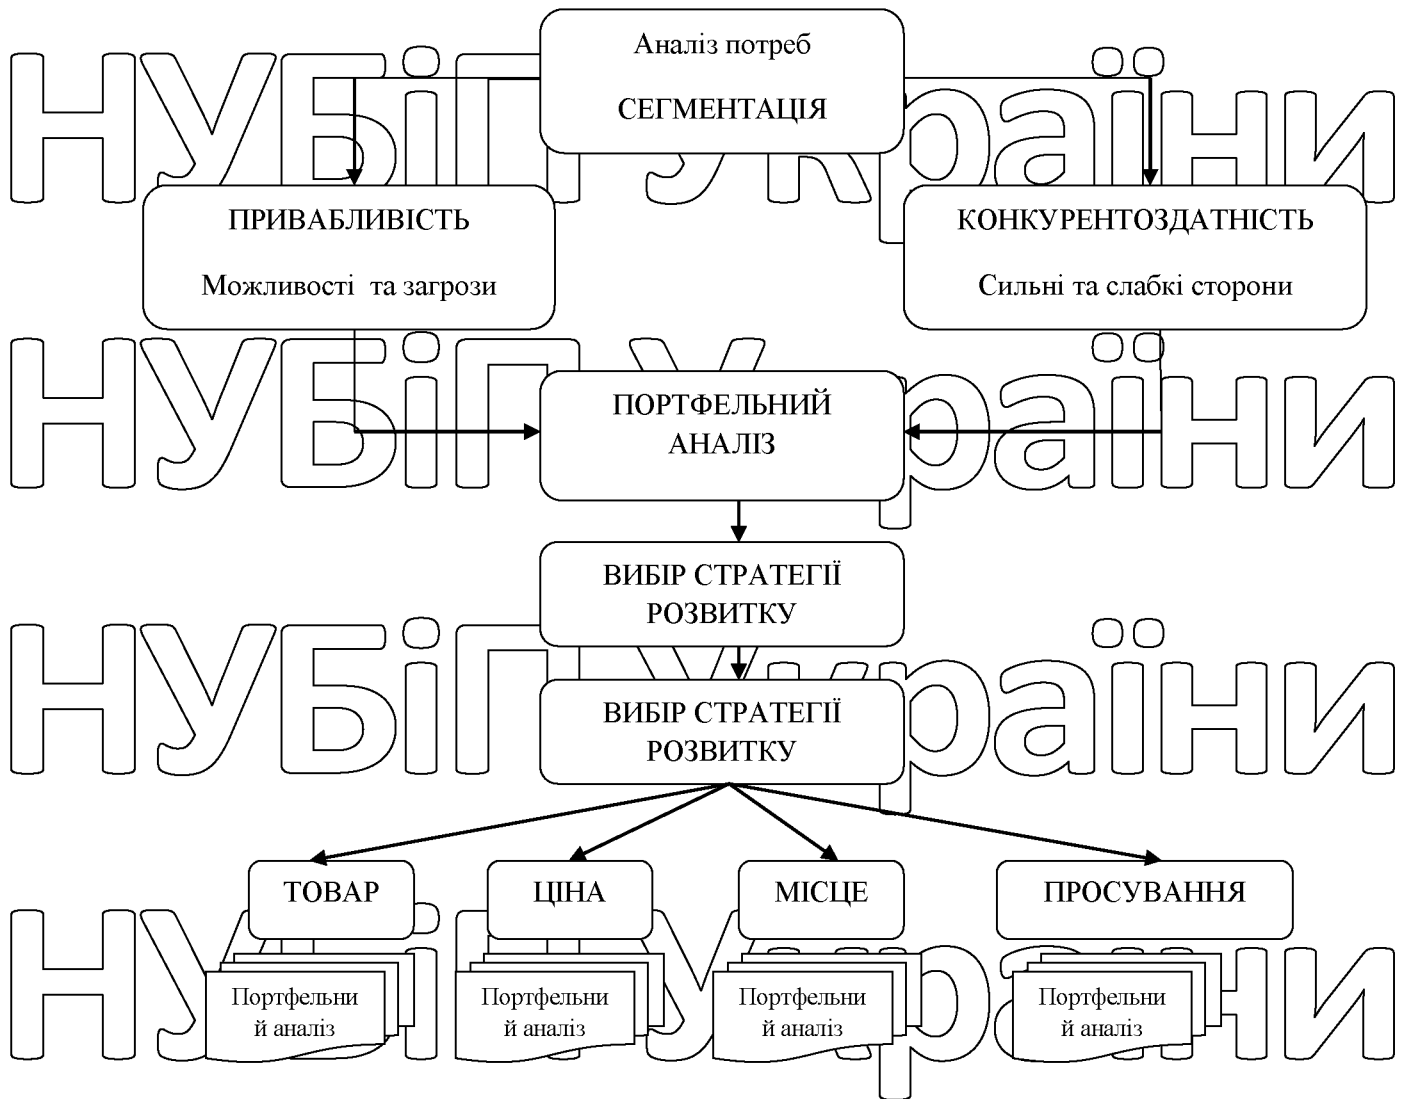 НУБіП України
Аналіз потреб
СЕГМЕНТАЦІЯ
ПРИВАБЛИВІСТЬ
Можливості та загрози
КОНКУРЕНТОЗДАТНІСТЬ
Сильні та слабкі сторони
НУБіП України
ПОРТФЕЛЬНИЙ
АНАЛІЗ
ВИБІР СТРАТЕГІЇ
РОЗВИТКУ
НУБіП України
ВИБІР СТРАТЕГІЇ
РОЗВИТКУ
ТОВАР
ЦІНА
МІСЦЕ
ПРОСУВАННЯ
НУБіП України
Портфельни
й аналіз
Портфельни
й аналіз
Портфельни
й аналіз
Портфельни
й аналіз